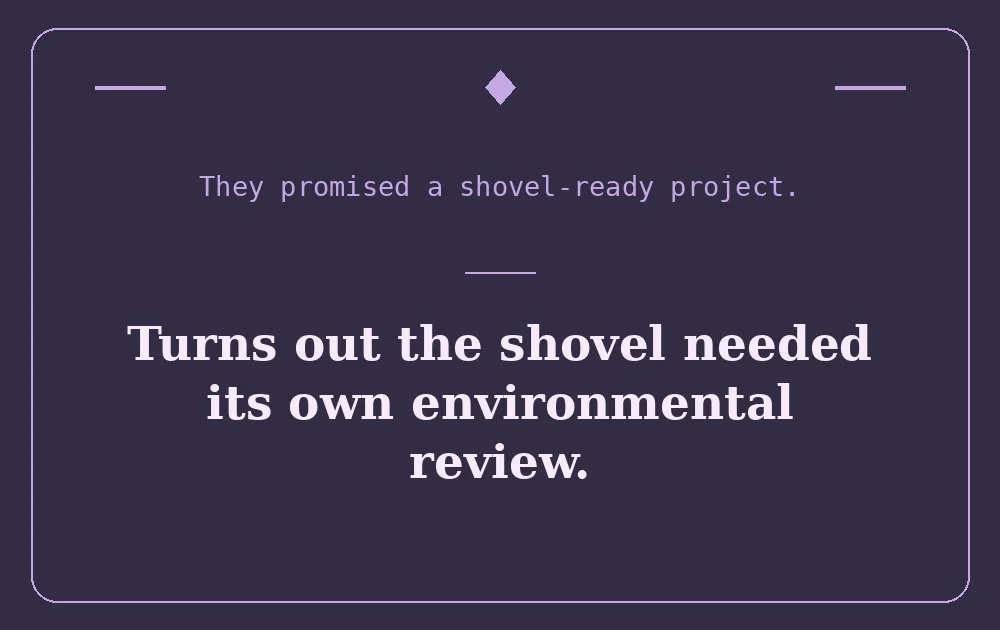 They promised a shovel-ready project.
Turns out the shovel needed
its own environmental
review.